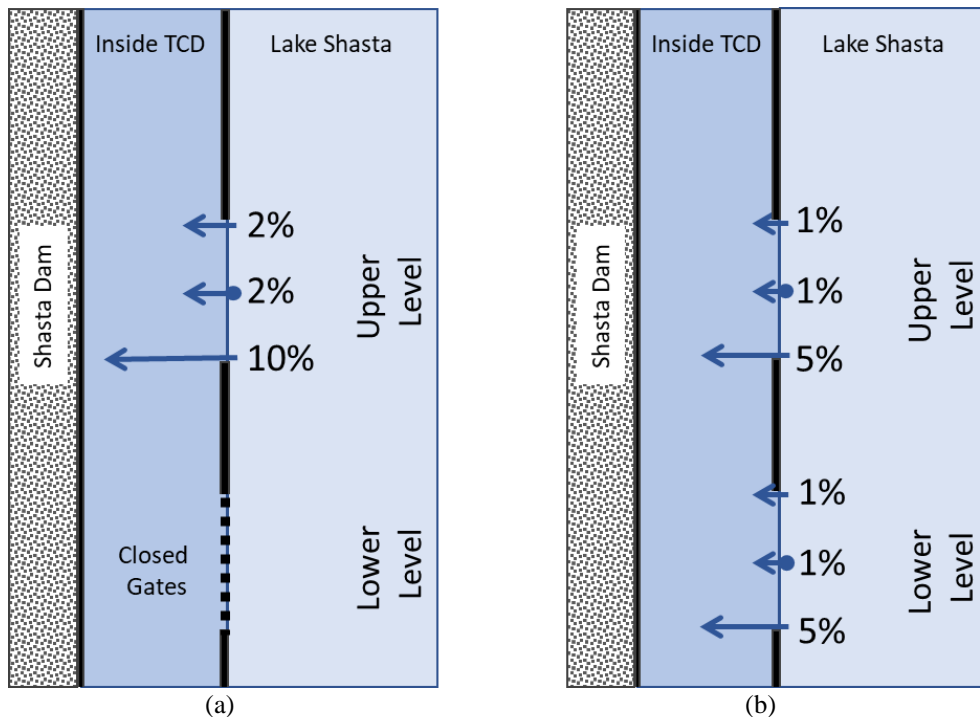 Inside TCD
Lake Shasta
Shasta Dam
2%
2%
10%
Upper
Level
Closed
Gates
Lower
Level
(a)
Inside TCD
Lake Shasta
Shasta Dam
1%
1%
5%
Upper
Level
1%
1%
5%
Lower
Level
(b)